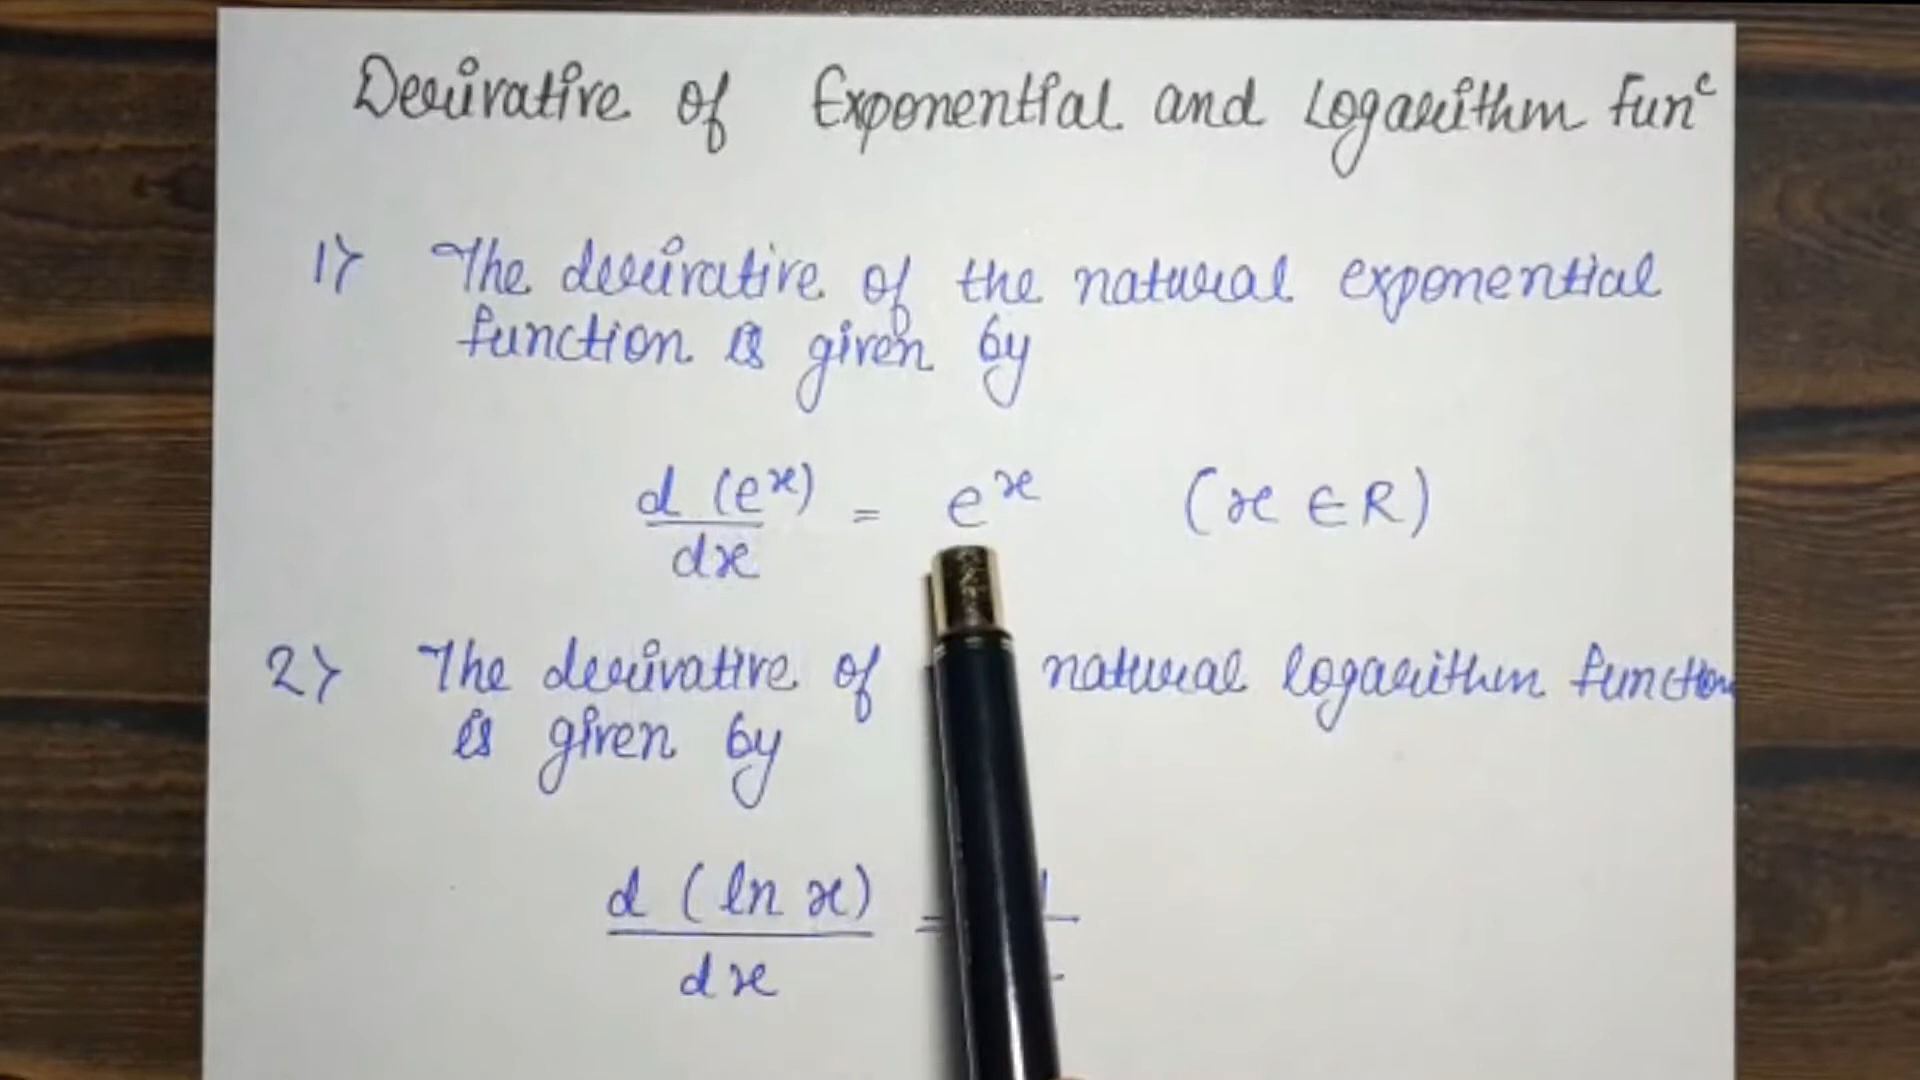 Derivative of Exponential and Logarithm Funᶜ
1) The derivative of the natural exponential
function is given by
d (eˣ) / dx = eˣ (x ∈ R)
2) The derivative of natural logarithm function
is given by
d (ln x) / dx =